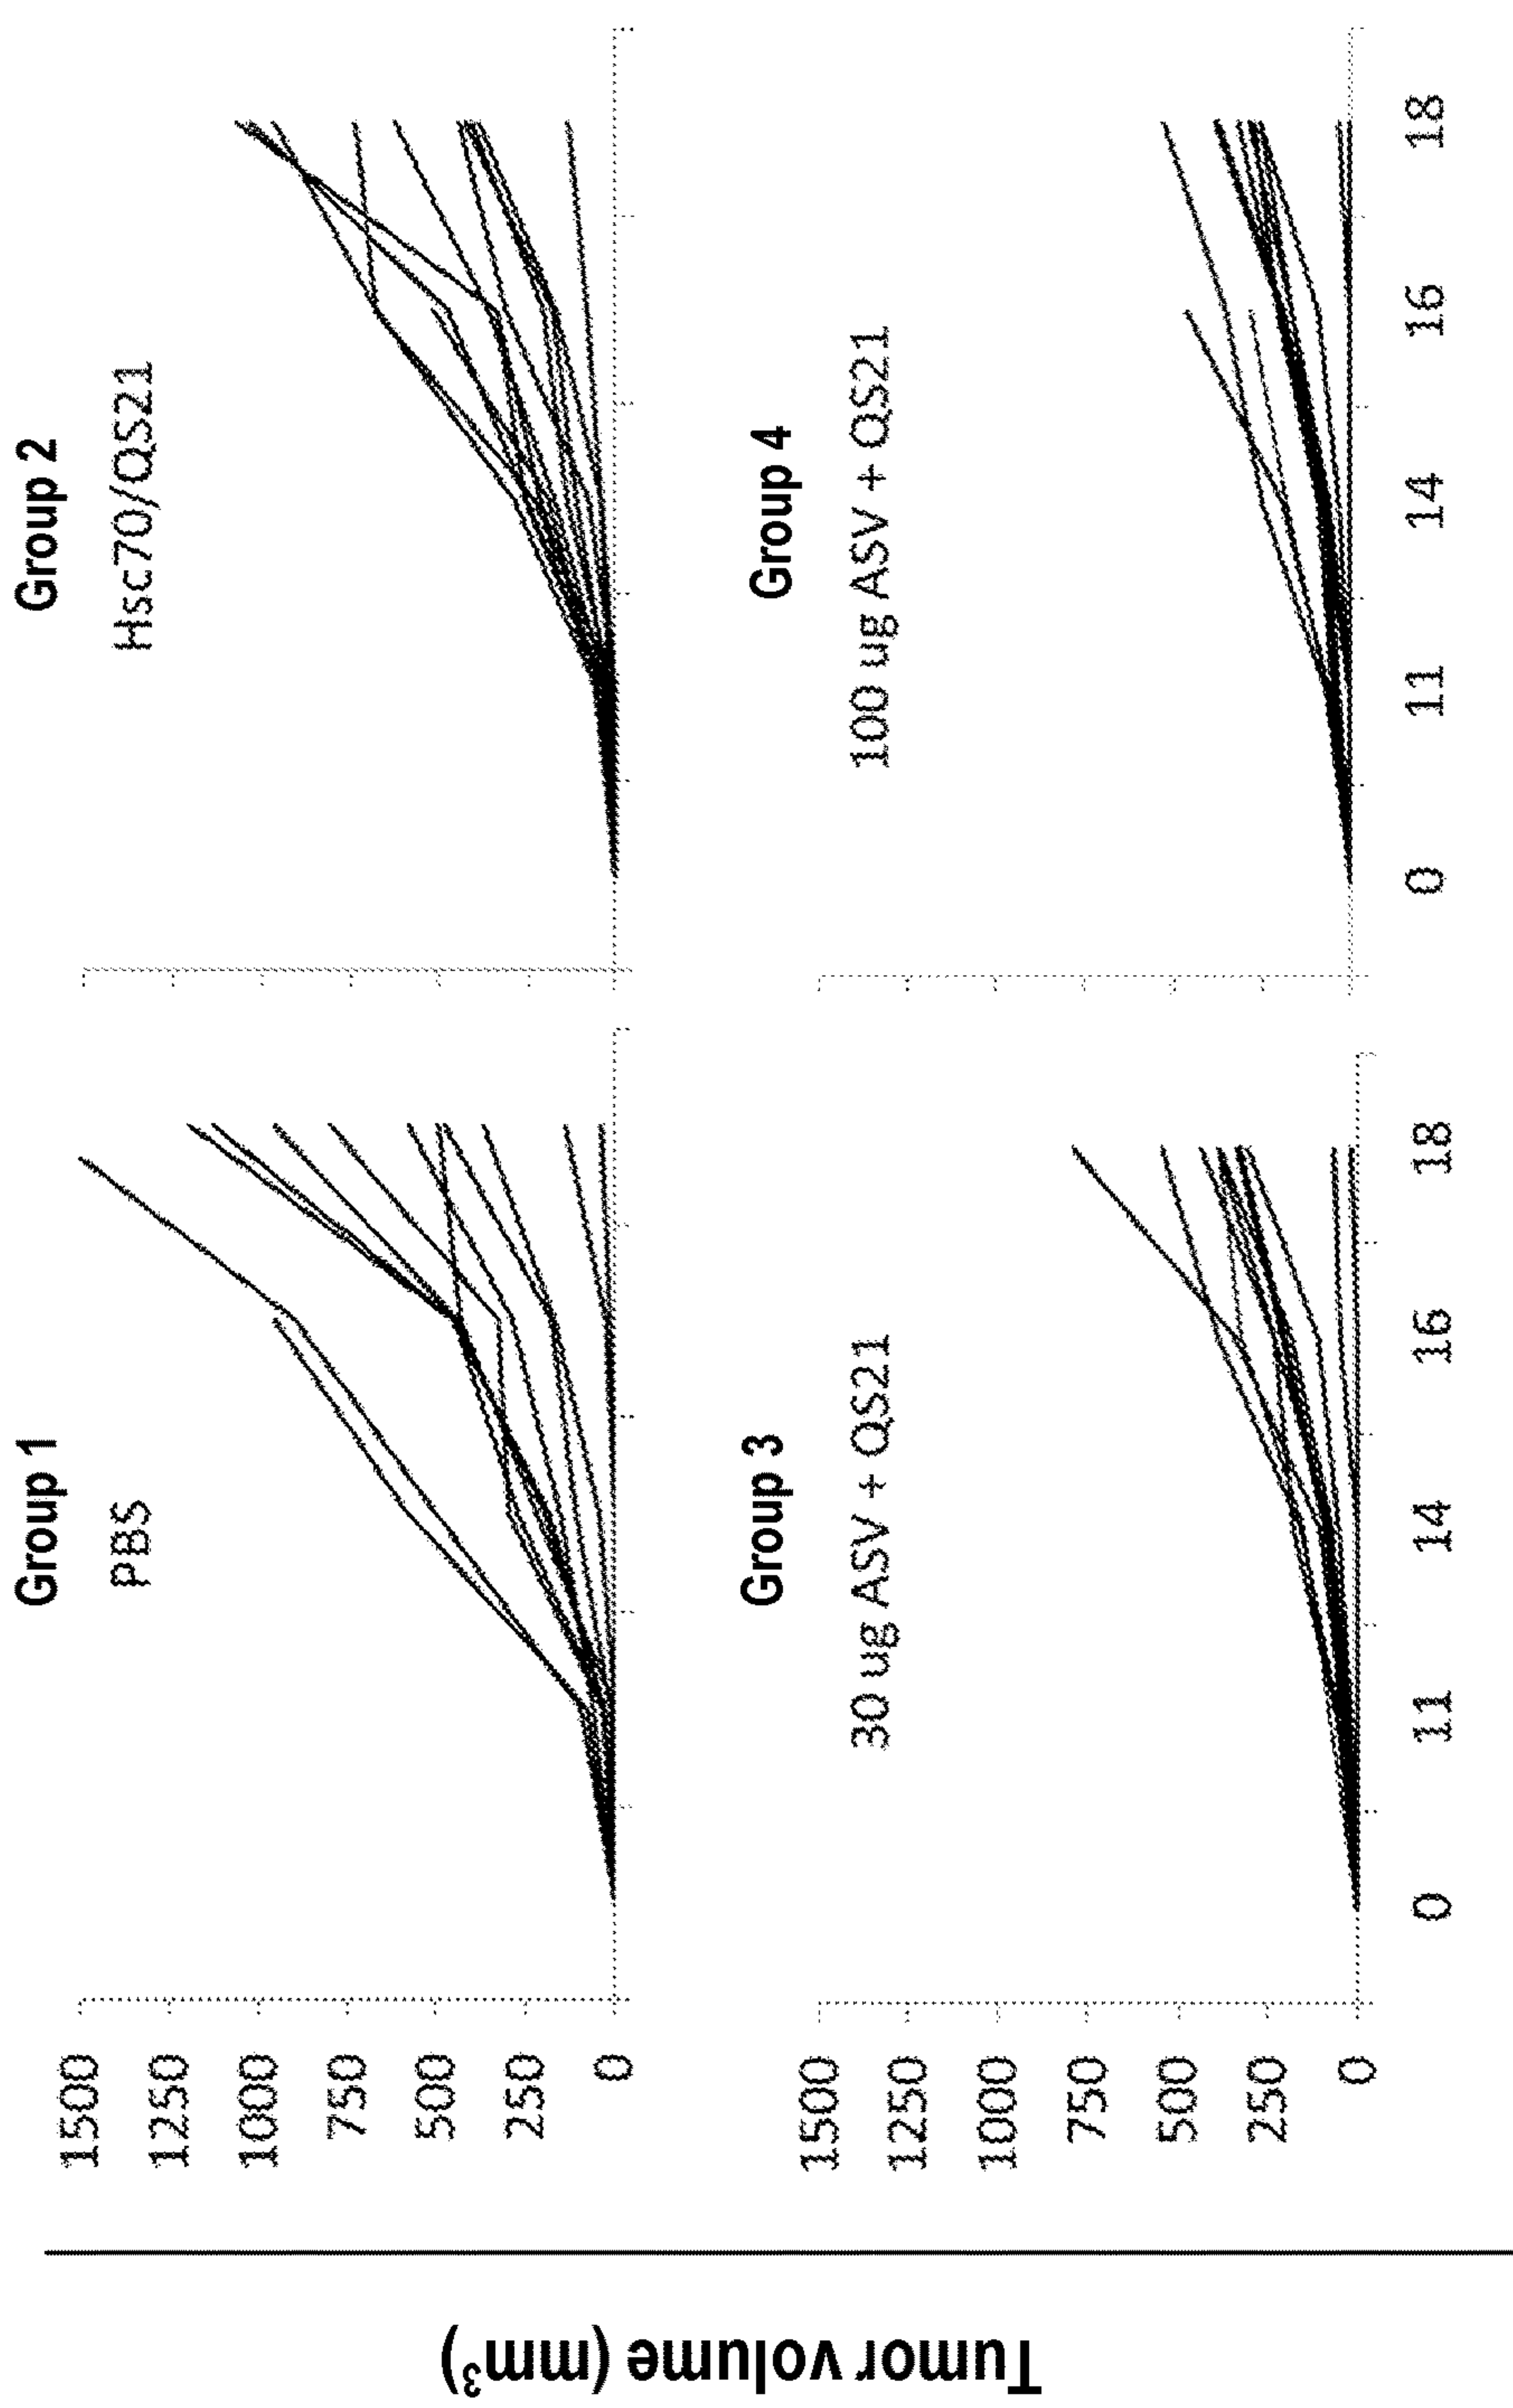 Tumor volume (mm³)
Group 1
PBS
Group 2
Hsc70/QS21
1500
1250
1000
750
500
250
0
Group 3
30 ug ASV + QS21
Group 4
100 ug ASV + QS21
1500
1250
1000
750
500
250
0
0 11 14 16 18
0 11 14 16 18